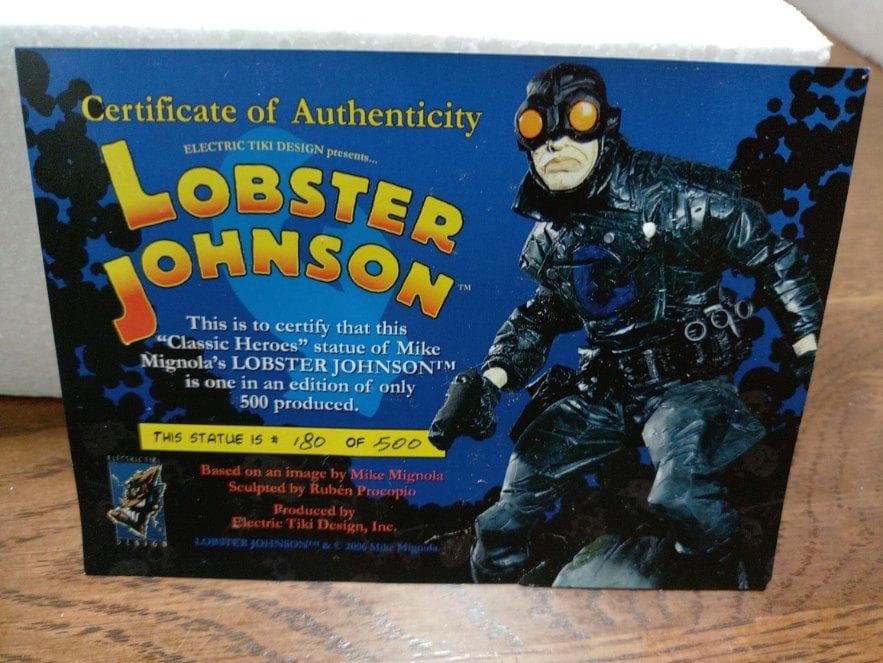 Certificate of Authenticity
ELECTRIC TIKI DESIGN presents...
LOBSTER
JOHNSON™
This is to certify that this
“Classic Heroes” statue of Mike
Mignola's LOBSTER JOHNSON™
is one in an edition of only
500 produced.
THIS STATUE IS # 180 OF 500
ELECTRIC TIKI
DESIGN
Based on an image by Mike Mignola
Sculpted by Rubén Procopio
Produced by
Electric Tiki Design, Inc.
LOBSTER JOHNSON™ & © 2006 Mike Mignola.